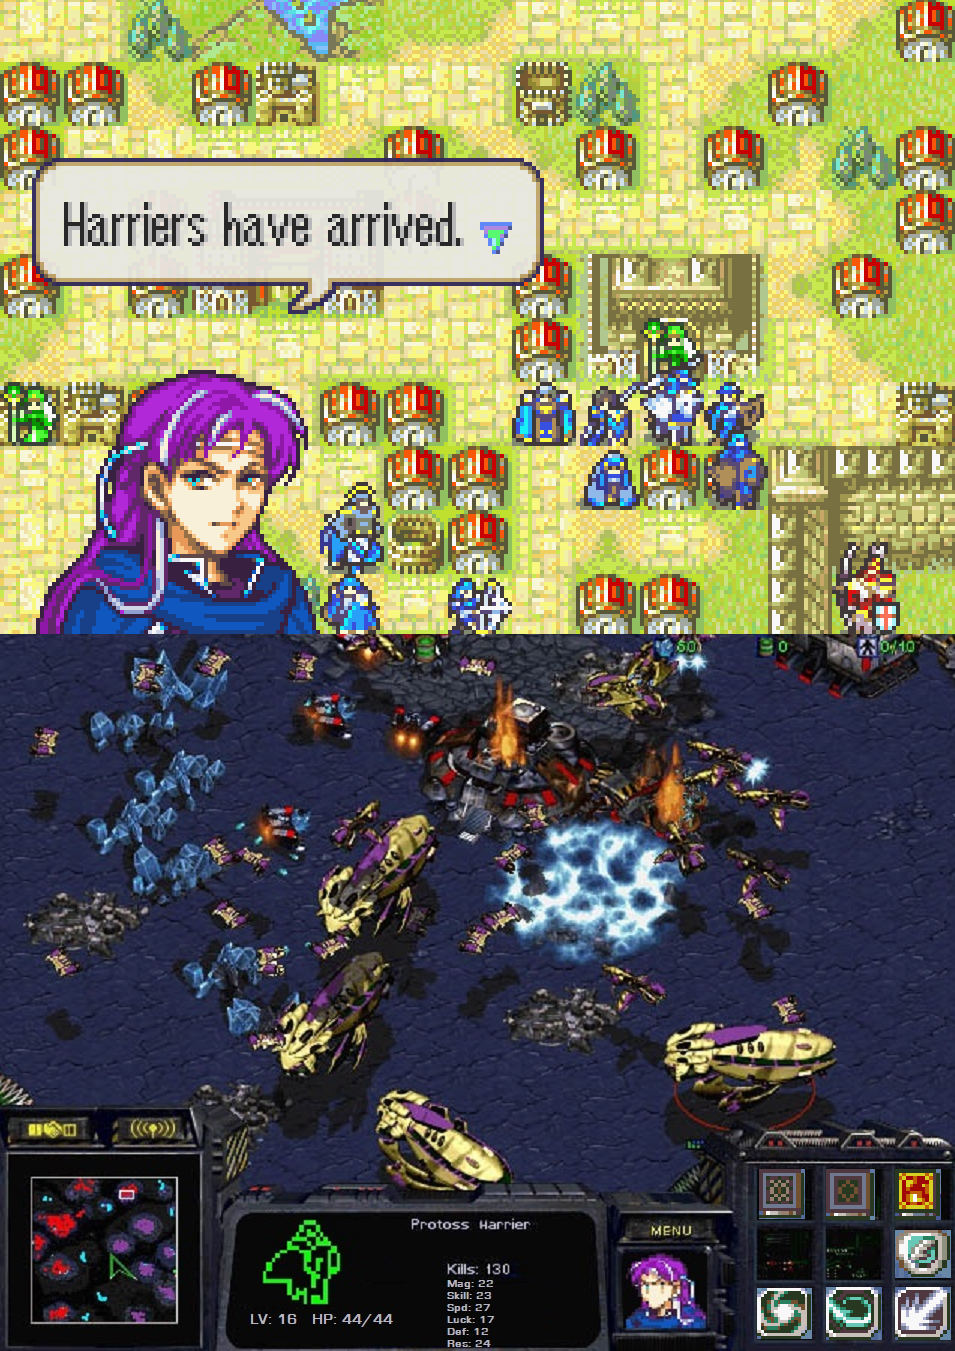 Harriers have arrived.
60
0
0/10
Protoss Harrier
Kills: 130
Mag: 22
Skill: 23
Spd: 27
Luck: 17
Def: 12
Res: 24
LV: 16 HP: 44/44
MENU